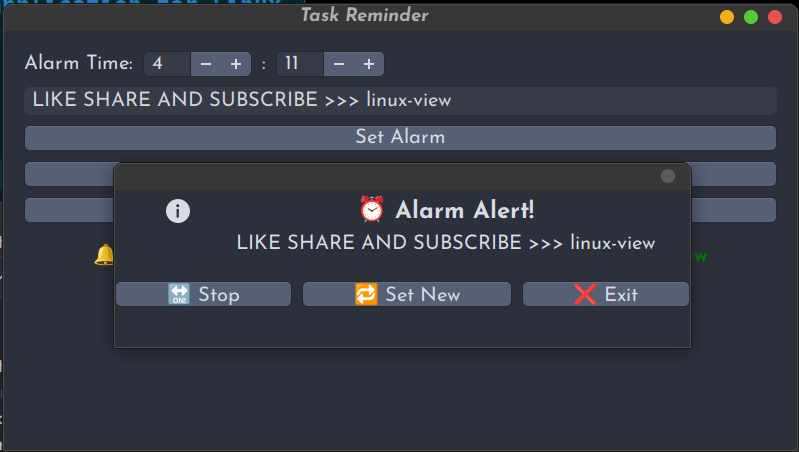 Task Reminder
Alarm Time: 4 − + : 11 − +
LIKE SHARE AND SUBSCRIBE >>> linux-view
Set Alarm
⏰ Alarm Alert!
LIKE SHARE AND SUBSCRIBE >>> linux-view
🔛 Stop
🔁 Set New
❌ Exit